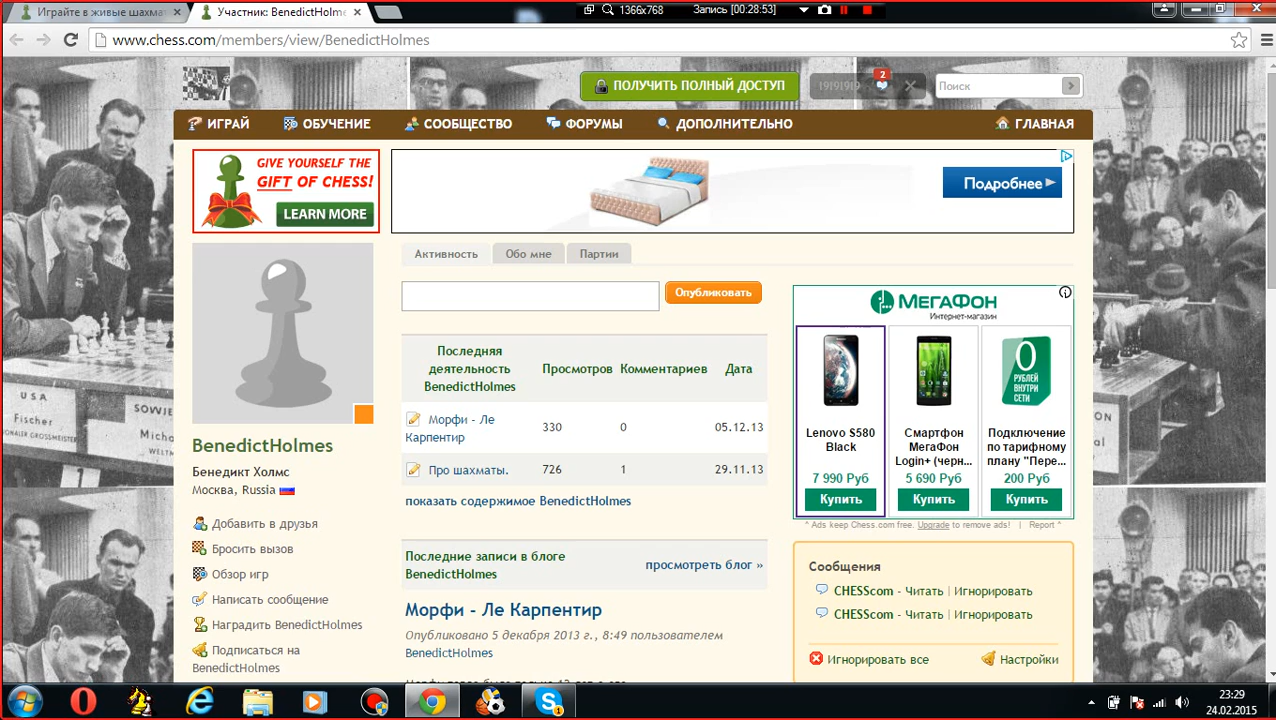 1366x768
Запись [00:28:53]
Играйте в живые шахма
Участник: BenedictHolme
www.chess.com/members/view/BenedictHolmes
ПОЛУЧИТЬ ПОЛНЫЙ ДОСТУП
19191919
2
Поиск
ИГРАЙ
ОБУЧЕНИЕ
СООБЩЕСТВО
ФОРУМЫ
ДОПОЛНИТЕЛЬНО
ГЛАВНАЯ
GIVE YOURSELF THE
GIFT OF CHESS!
LEARN MORE
Подробнее
Активность
Обо мне
Партии
Опубликовать
Последняя
деятельность
BenedictHolmes
Просмотров
Комментариев
Дата
Морфи - Ле
Карпентир
330
0
05.12.13
Про шахматы.
726
1
29.11.13
показать содержимое BenedictHolmes
Последние записи в блоге
BenedictHolmes
просмотреть блог »
Морфи - Ле Карпентир
Опубликовано 5 декабря 2013 г., 8:49 пользователем
BenedictHolmes
BenedictHolmes
Бенедикт Холмс
Москва, Russia
Добавить в друзья
Бросить вызов
Обзор игр
Написать сообщение
Наградить BenedictHolmes
Подписаться на
BenedictHolmes
МЕГАФОН
Интернет-магазин
Lenovo S580
Black
7 990 Руб
Купить
Смартфон
МегаФон
Login+ (черн...
5 690 Руб
Купить
0
РУБЛЕЙ
ВНУТРИ
СЕТИ
Подключение
по тарифному
плану "Пере...
200 Руб
Купить
^ Ads keep Chess.com free. Upgrade to remove ads! | Report ^
Сообщения
CHESScom - Читать | Игнорировать
CHESScom - Читать | Игнорировать
Игнорировать все
Настройки
USA
Fischer
SOWJE
Micha
23:29
24.02.2015